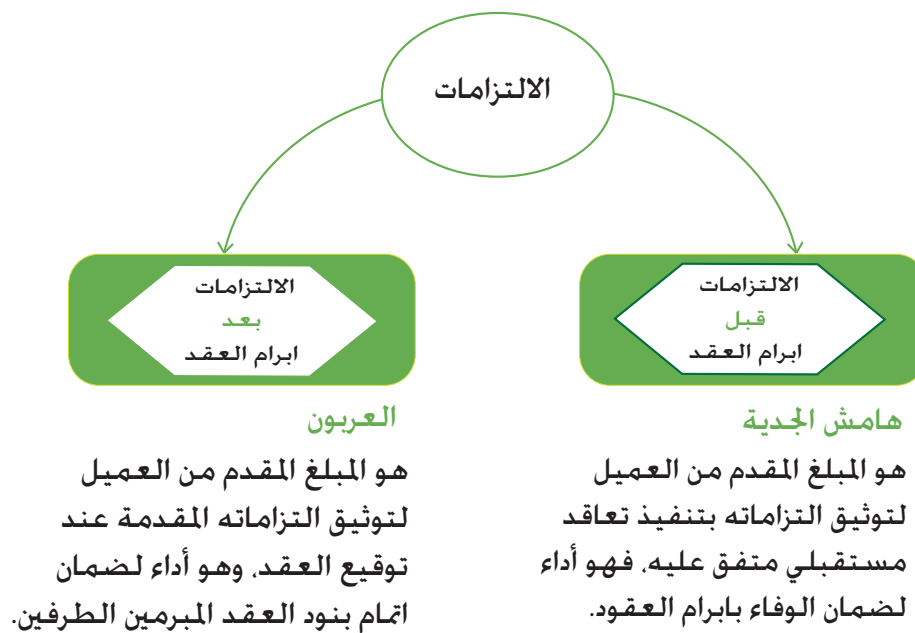 الالتزامات
الالتزامات
قبل
ابرام العقد
هامش الجدية
هو المبلغ المقدم من العميل
لتوثيق التزاماته بتنفيذ تعاقد
مستقبلي متفق عليه، فهو أداء
لضمان الوفاء بابرام العقود.
الالتزامات
بعد
ابرام العقد
العربون
هو المبلغ المقدم من العميل
لتوثيق التزاماته المقدمة عند
توقيع العقد، وهو أداء لضمان
اتمام بنود العقد المبرمين الطرفين.